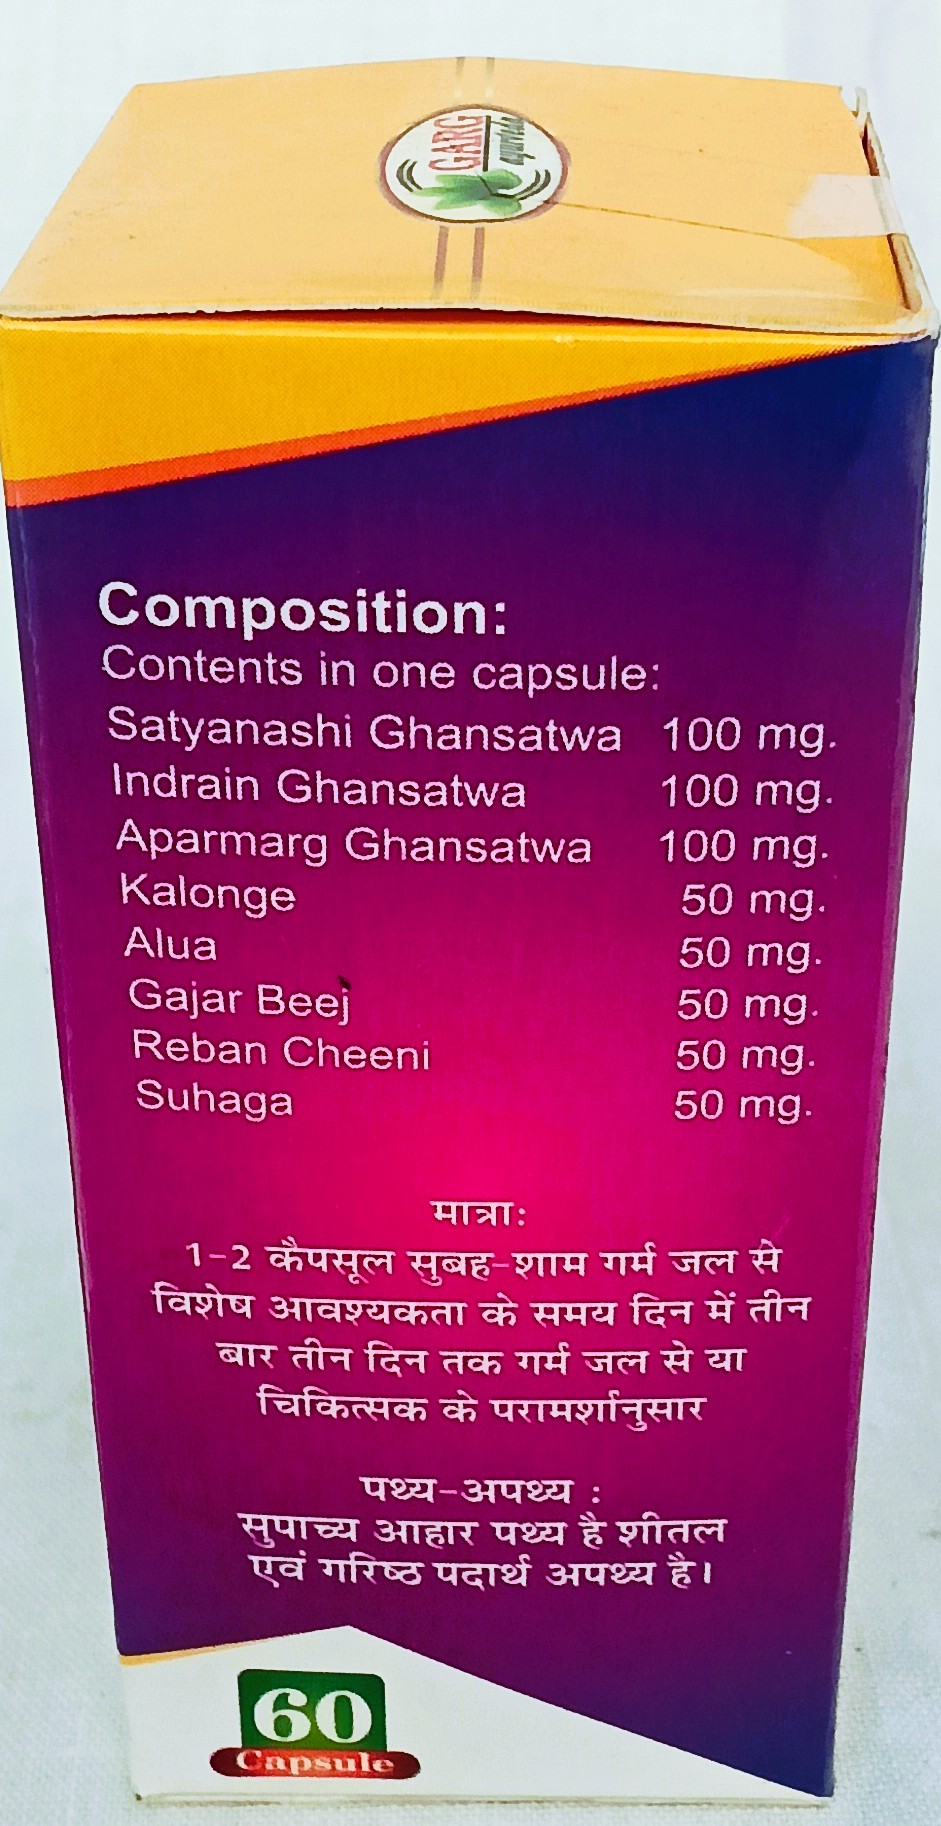 GARG
ayurveda
Composition:
Contents in one capsule:
Satyanashi Ghansatwa 100 mg.
Indrain Ghansatwa 100 mg.
Aparmarg Ghansatwa 100 mg.
Kalonge 50 mg.
Alua 50 mg.
Gajar Beej 50 mg.
Reban Cheeni 50 mg.
Suhaga 50 mg.
मात्रा:
1-2 कैपसूल सुबह-शाम गर्म जल से
विशेष आवश्यकता के समय दिन में तीन
बार तीन दिन तक गर्म जल से या
चिकित्सक के परामर्शानुसार
पथ्य-अपथ्य :
सुपाच्य आहार पथ्य है शीतल
एवं गरिष्ठ पदार्थ अपथ्य है।
60
Capsule